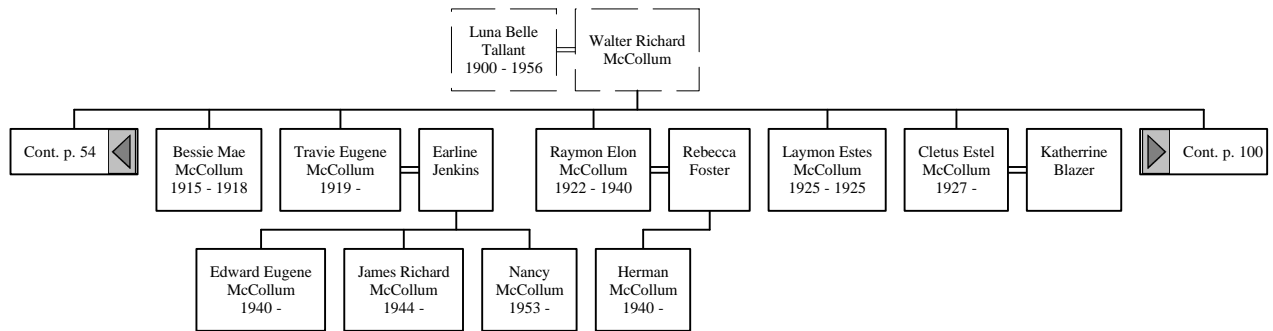 Luna Belle
Tallant
1900 - 1956
Walter Richard
McCollum
Cont. p. 54
Bessie Mae
McCollum
1915 - 1918
Travie Eugene
McCollum
1919 -
Earline
Jenkins
Raymon Elon
McCollum
1922 - 1940
Rebecca
Foster
Laymon Estes
McCollum
1925 - 1925
Cletus Estel
McCollum
1927 -
Katherrine
Blazer
Cont. p. 100
Edward Eugene
McCollum
1940 -
James Richard
McCollum
1944 -
Nancy
McCollum
1953 -
Herman
McCollum
1940 -